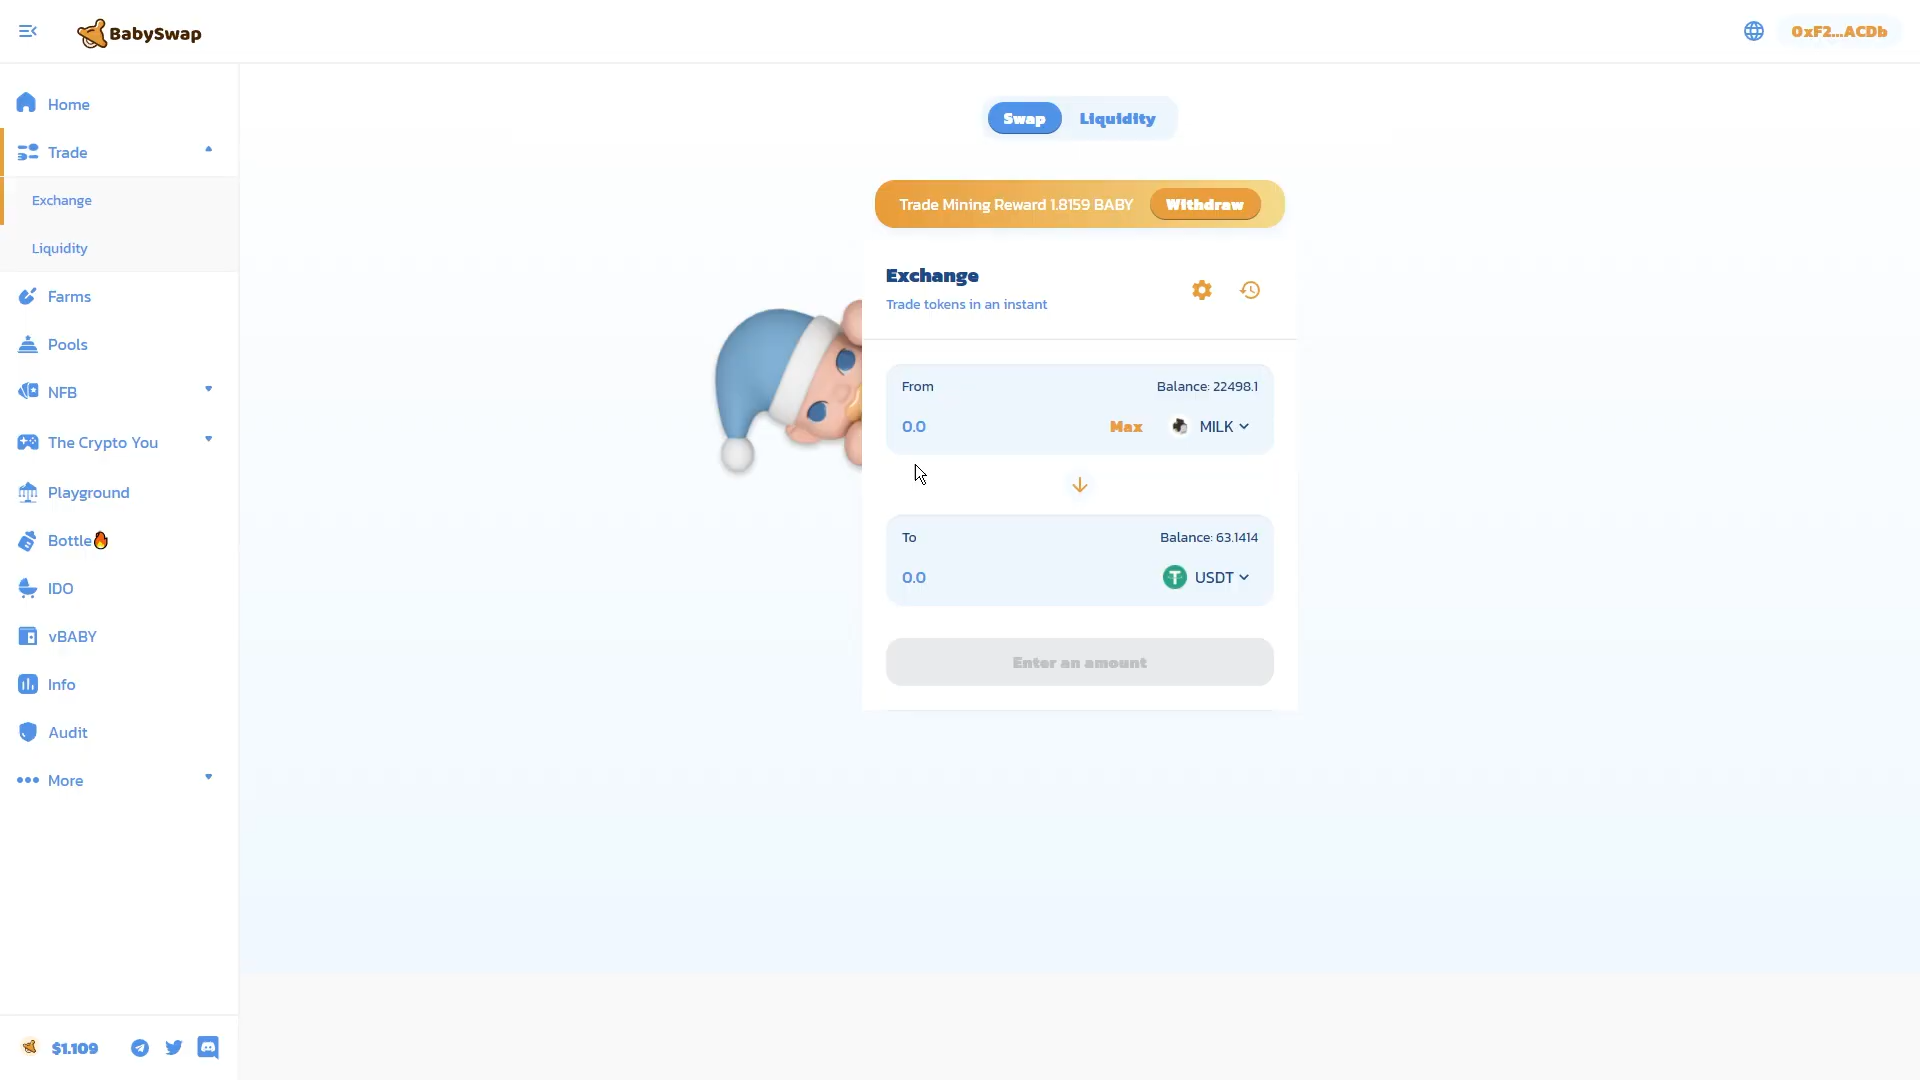 BabySwap
0xF2...ACDb
Home
Trade
Exchange
Liquidity
Farms
Pools
NFB
The Crypto You
Playground
Bottle🔥
IDO
vBABY
Info
Audit
More
$1.109
Swap
Liquidity
Trade Mining Reward 1.8159 BABY
Withdraw
Exchange
Trade tokens in an instant
From
Balance: 22498.1
0.0
Max
MILK
To
Balance: 63.1414
0.0
USDT
Enter an amount